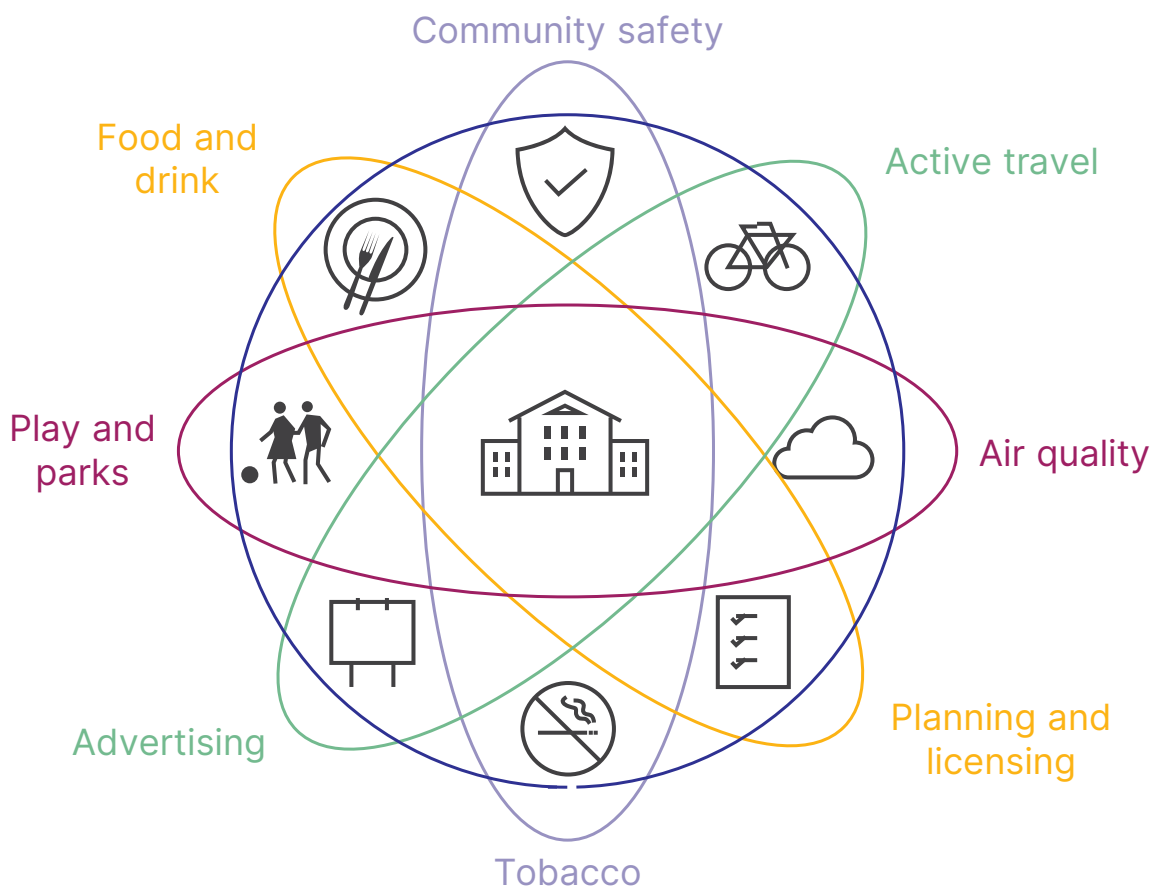 Community safety
Food and
drink
Active travel
Play and
parks
Air quality
Advertising
Planning and
licensing
Tobacco